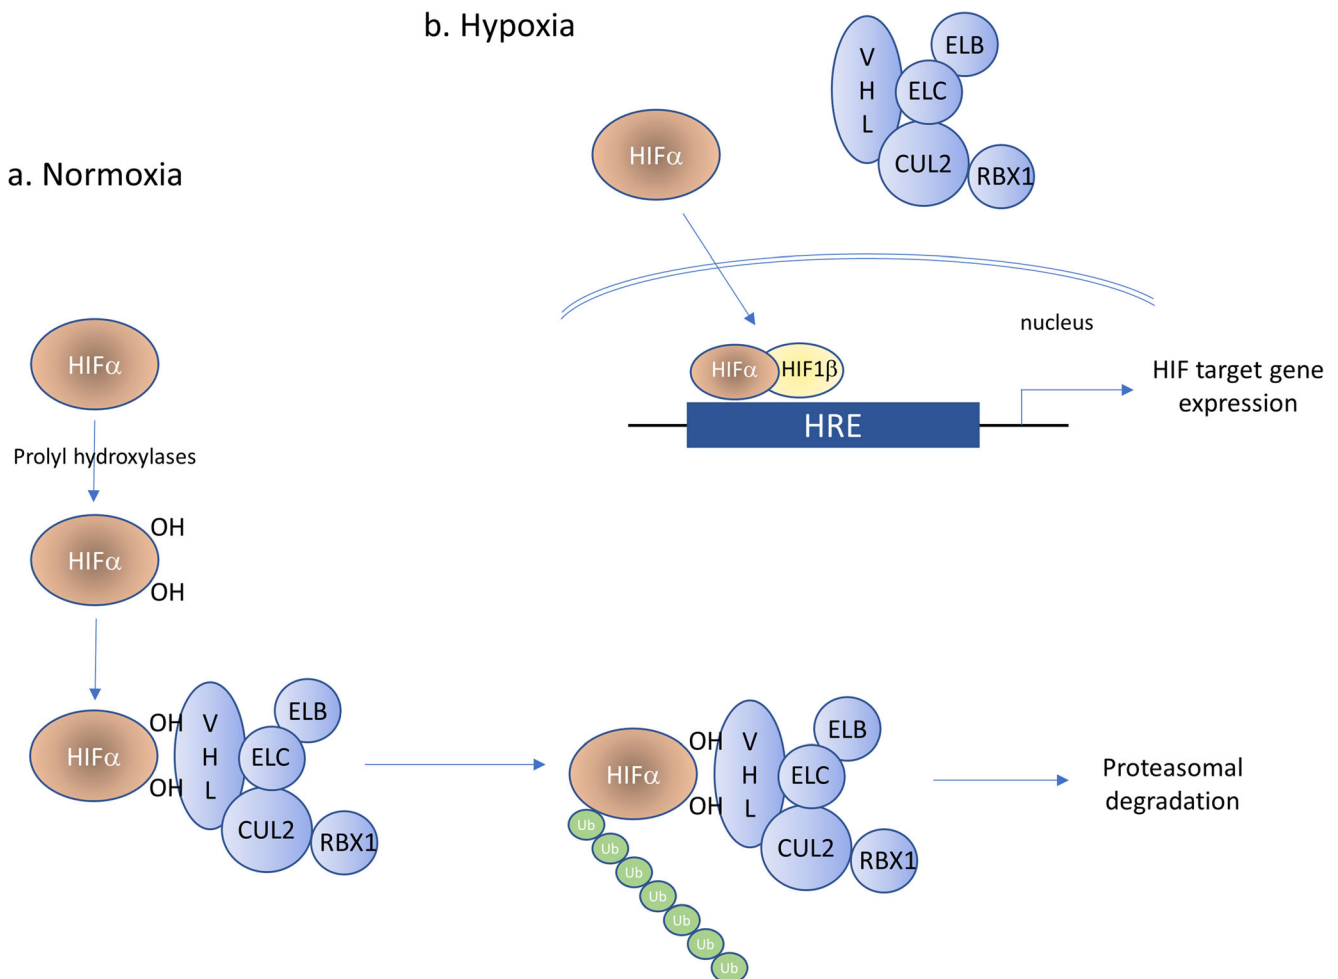 b. Hypoxia
V
H
L
ELB
ELC
CUL2
RBX1
HIFα
a. Normoxia
nucleus
HIFα
HIF1β
HRE
HIF target gene
expression
HIFα
Prolyl hydroxylases
HIFα
OH
OH
HIFα
OH
OH
V
H
L
ELB
ELC
CUL2
RBX1
HIFα
OH
OH
V
H
L
ELB
ELC
CUL2
RBX1
Ub
Ub
Ub
Ub
Ub
Ub
Ub
Proteasomal
degradation